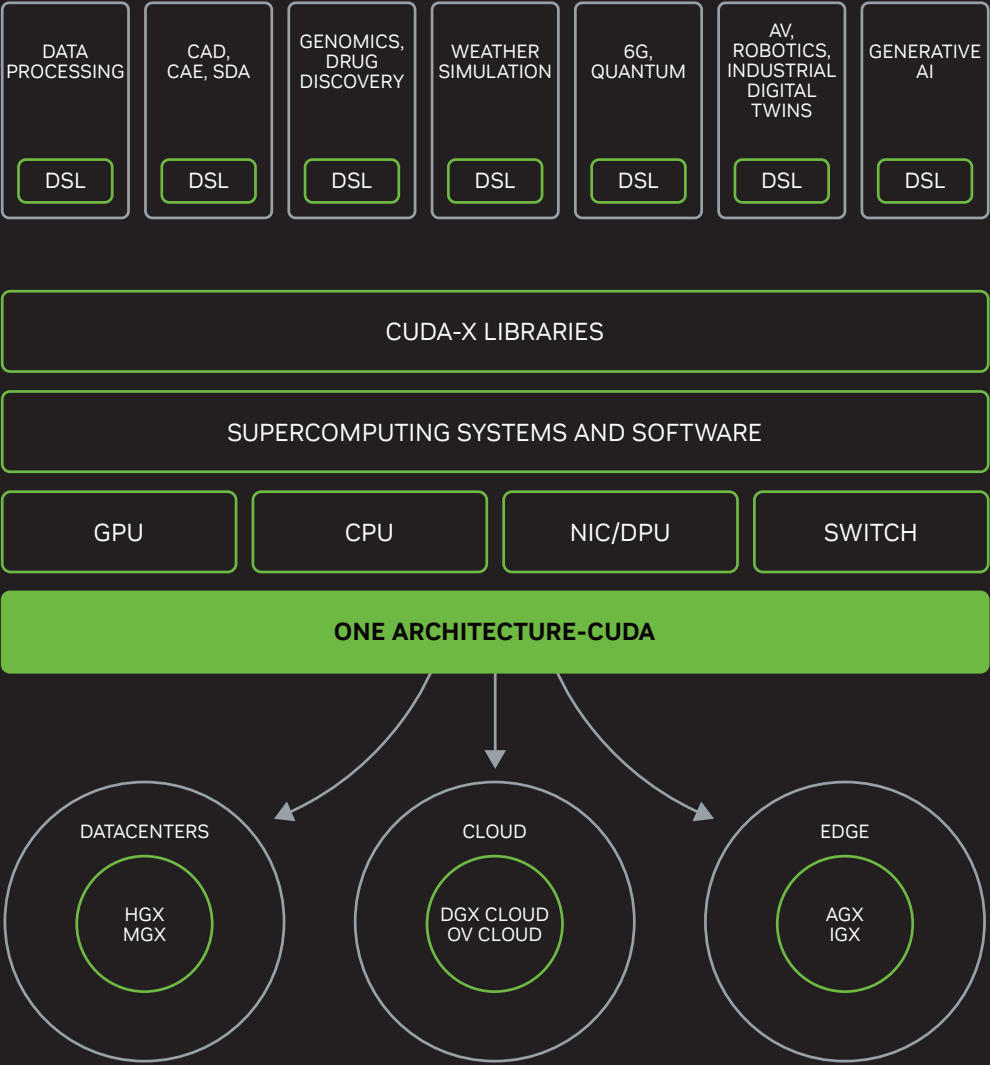 DATA
PROCESSING
DSL
CAD,
CAE, SDA
DSL
GENOMICS,
DRUG
DISCOVERY
DSL
WEATHER
SIMULATION
DSL
6G,
QUANTUM
DSL
AV,
ROBOTICS,
INDUSTRIAL
DIGITAL
TWINS
DSL
GENERATIVE
AI
DSL
CUDA-X LIBRARIES
SUPERCOMPUTING SYSTEMS AND SOFTWARE
GPU
CPU
NIC/DPU
SWITCH
ONE ARCHITECTURE-CUDA
DATACENTERS
HGX
MGX
CLOUD
DGX CLOUD
OV CLOUD
EDGE
AGX
IGX